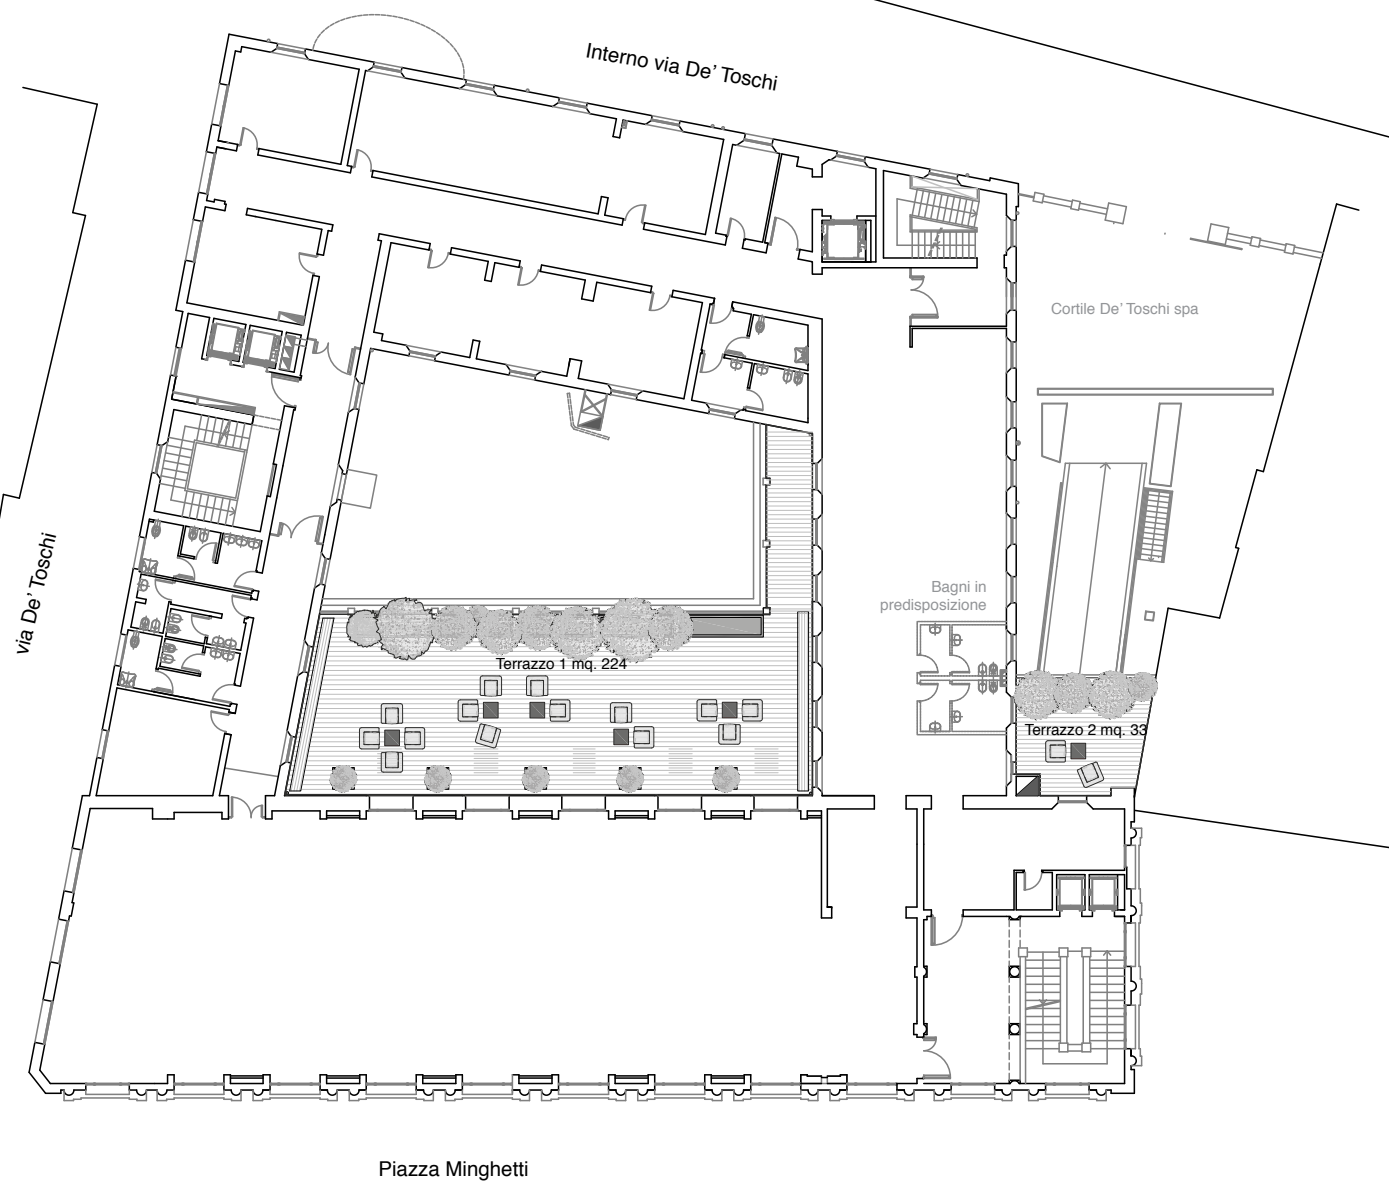 Interno via De’ Toschi
Cortile De’ Toschi spa
via De’ Toschi
Bagni in
predisposizione
Terrazzo 1 mq. 224
Terrazzo 2 mq. 33
Piazza Minghetti